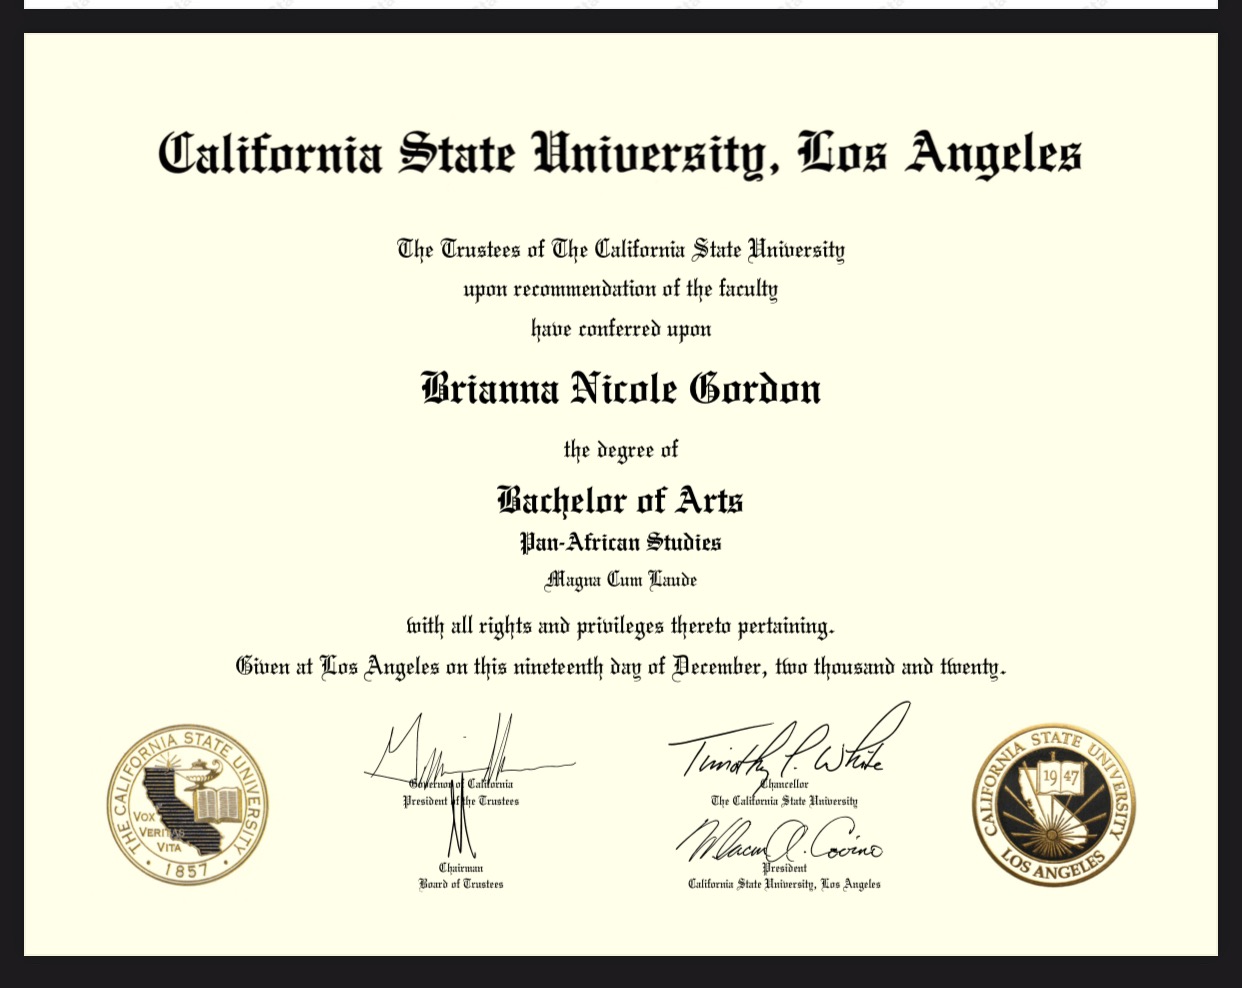 California State University, Los Angeles
The Trustees of The California State University
upon recommendation of the faculty
have conferred upon
Brianna Nicole Gordon
the degree of
Bachelor of Arts
Pan-African Studies
Magna Cum Laude
with all rights and privileges thereto pertaining.
Given at Los Angeles on this nineteenth day of December, two thousand and twenty.
THE CALIFORNIA STATE UNIVERSITY
VOX
VERITAS
VITA
1857
Governor of California
President of the Trustees
Chairman
Board of Trustees
Timothy P. White
Chancellor
The California State University
President
California State University, Los Angeles
CALIFORNIA STATE UNIVERSITY
1947
LOS ANGELES